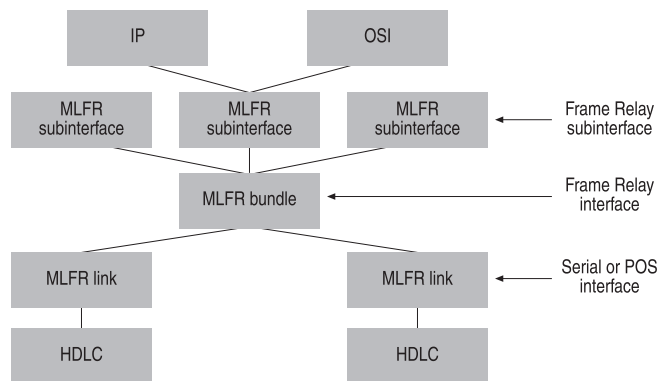 IP
OSI
MLFR
subinterface
MLFR
subinterface
MLFR
subinterface
Frame Relay
subinterface
MLFR bundle
Frame Relay
interface
MLFR link
MLFR link
Serial or POS
interface
HDLC
HDLC